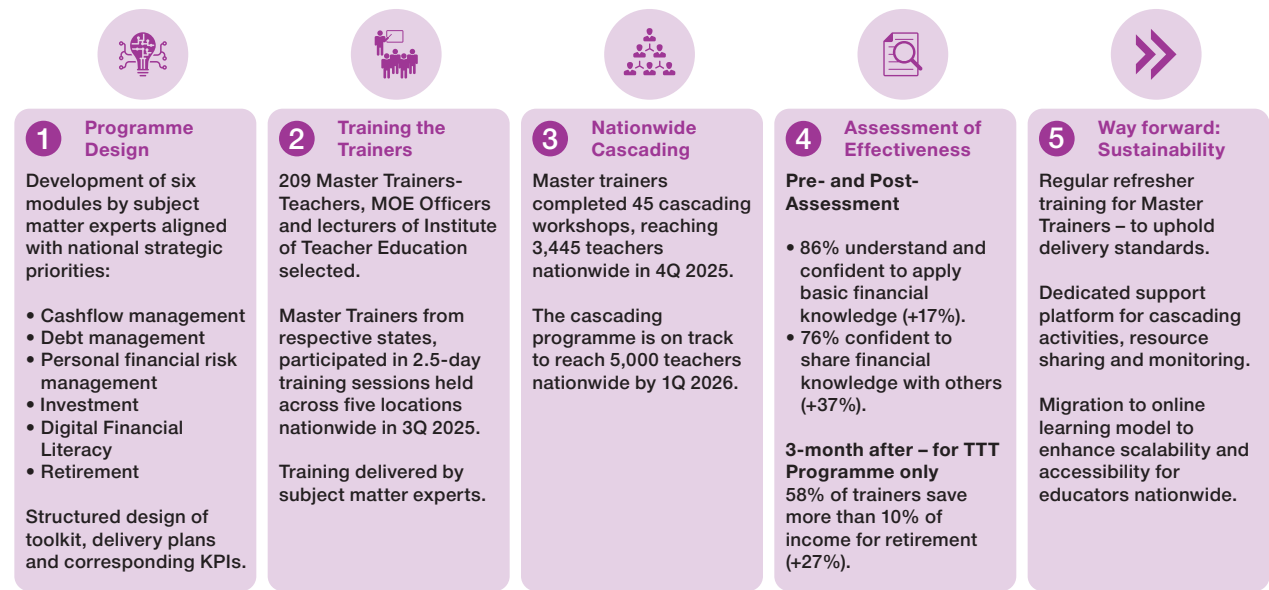 1
Programme
Design
Development of six
modules by subject
matter experts aligned
with national strategic
priorities:
• Cashflow management
• Debt management
• Personal financial risk
management
• Investment
• Digital Financial
Literacy
• Retirement
Structured design of
toolkit, delivery plans
and corresponding KPIs.
2
Training the
Trainers
209 Master Trainers-
Teachers, MOE Officers
and lecturers of Institute
of Teacher Education
selected.
Master Trainers from
respective states,
participated in 2.5-day
training sessions held
across five locations
nationwide in 3Q 2025.
Training delivered by
subject matter experts.
3
Nationwide
Cascading
Master trainers
completed 45 cascading
workshops, reaching
3,445 teachers
nationwide in 4Q 2025.
The cascading
programme is on track
to reach 5,000 teachers
nationwide by 1Q 2026.
4
Assessment of
Effectiveness
Pre- and Post-
Assessment
• 86% understand and
confident to apply
basic financial
knowledge (+17%).
• 76% confident to
share financial
knowledge with others
(+37%).
3-month after – for TTT
Programme only
58% of trainers save
more than 10% of
income for retirement
(+27%).
5
Way forward:
Sustainability
Regular refresher
training for Master
Trainers – to uphold
delivery standards.
Dedicated support
platform for cascading
activities, resource
sharing and monitoring.
Migration to online
learning model to
enhance scalability and
accessibility for
educators nationwide.